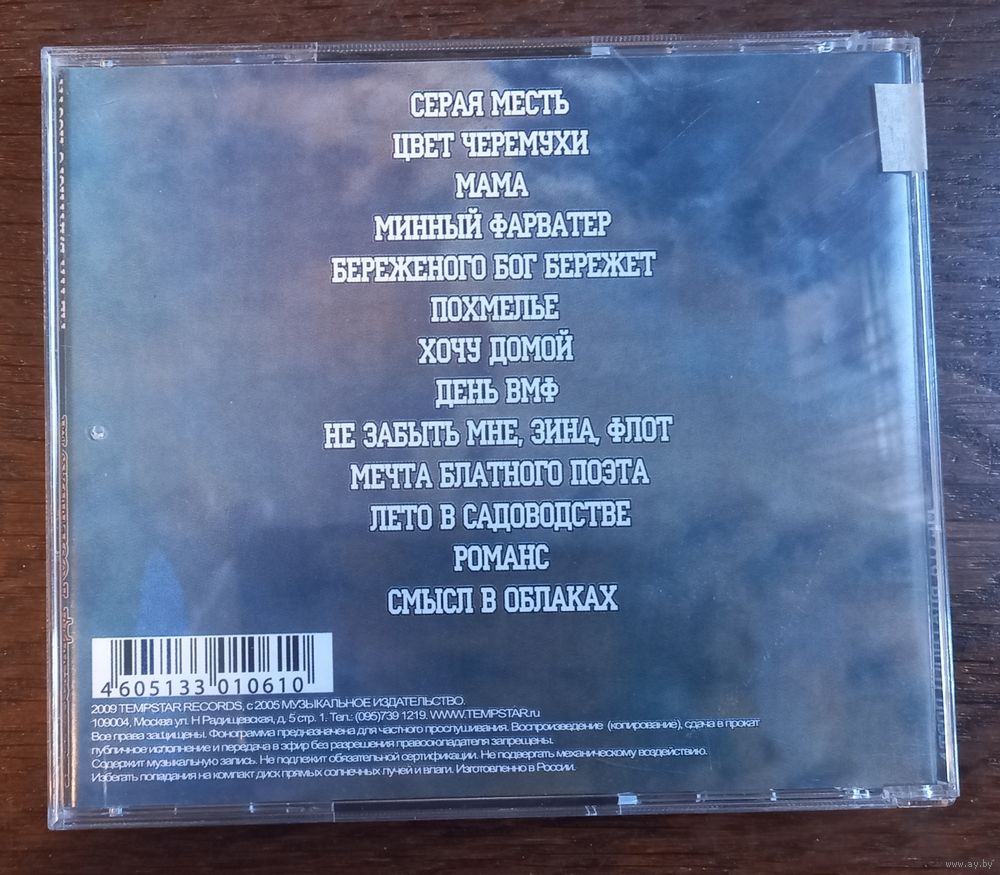 СЕРАЯ МЕСТЬ
ЦВЕТ ЧЕРЕМУХИ
МАМА
МИННЫЙ ФАРВАТЕР
БЕРЕЖЕНОГО БОГ БЕРЕЖЕТ
ПОХМЕЛЬЕ
ХОЧУ ДОМОЙ
ДЕНЬ ВМФ
НЕ ЗАБЫТЬ МНЕ, ЗИНА, ФЛОТ
МЕЧТА БЛАТНОГО ПОЭТА
ЛЕТО В САДОВОДСТВЕ
РОМАНС
СМЫСЛ В ОБЛАКАХ
4 605133 010610
2009 TEMPSTAR RECORDS, с 2005 МУЗЫКАЛЬНОЕ ИЗДАТЕЛЬСТВО.
109004, Москва ул. Н Радищевская, д. 5 стр. 1. Тел.: (095)739 1219. WWW.TEMPSTAR.ru
Все права защищены. Фонограмма предназначена для частного прослушивания. Воспроизведение (копирование), сдача в прокат
публичное исполнение и передача в эфир без разрешения правообладателя запрещены.
Содержит музыкальную запись. Не подлежит обязательной сертификации. Не подвергать механическому воздействию.
Избегать попадания на компакт диск прямых солнечных лучей и влаги. Изготовлено в России.
www.ay.by